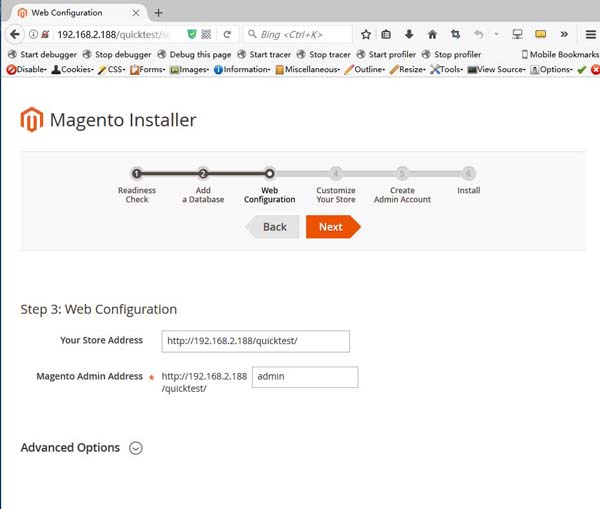 Web Configuration
192.168.2.188/quicktest/
Bing <Ctrl+K>
Start debugger Stop debugger Debug this page Start tracer Stop tracer Start profiler Stop profiler Mobile Bookmarks
Disable Cookies CSS Forms Images Information Miscellaneous Outline Resize Tools View Source Options
Magento Installer
1 2 4 5 6
Readiness Add Web Customize Create Install
Check a Database Configuration Your Store Admin Account
Back Next
Step 3: Web Configuration
Your Store Address http://192.168.2.188/quicktest/
Magento Admin Address * http://192.168.2.188 admin
/quicktest/
Advanced Options